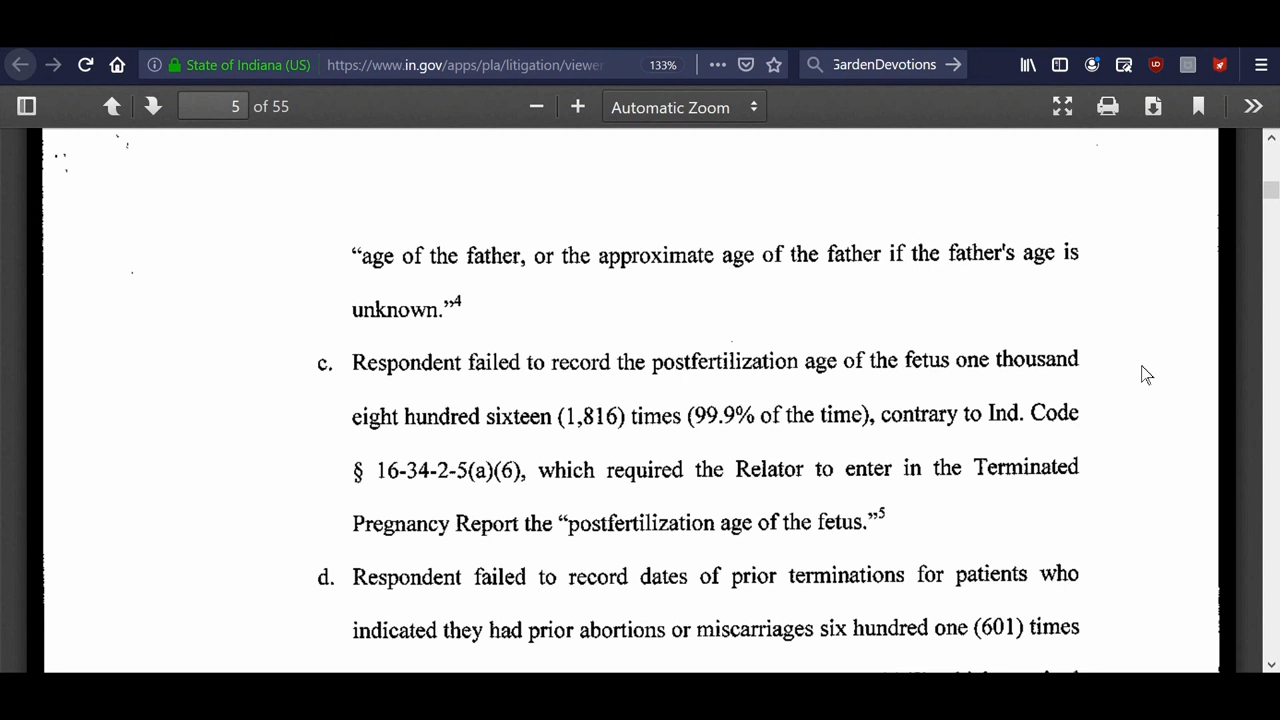 State of Indiana (US)
https://www.in.gov/apps/pla/litigation/viewer
133%
GardenDevotions
5 of 55
Automatic Zoom
“age of the father, or the approximate age of the father if the father's age is
unknown.”4
c. Respondent failed to record the postfertilization age of the fetus one thousand
eight hundred sixteen (1,816) times (99.9% of the time), contrary to Ind. Code
§ 16-34-2-5(a)(6), which required the Relator to enter in the Terminated
Pregnancy Report the “postfertilization age of the fetus.”5
d. Respondent failed to record dates of prior terminations for patients who
indicated they had prior abortions or miscarriages six hundred one (601) times